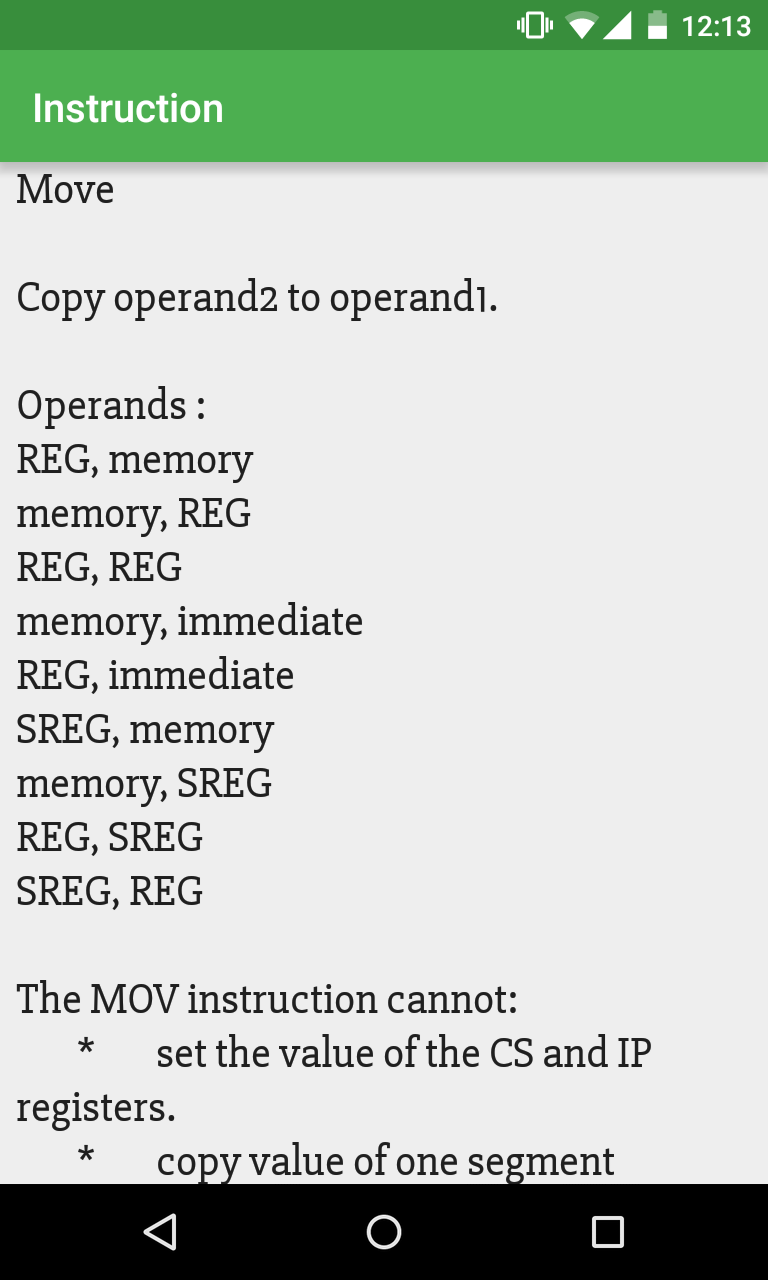 12:13
Instruction
Move
Copy operand2 to operand1.
Operands :
REG, memory
memory, REG
REG, REG
memory, immediate
REG, immediate
SREG, memory
memory, SREG
REG, SREG
SREG, REG
The MOV instruction cannot:
* set the value of the CS and IP
registers.
* copy value of one segment